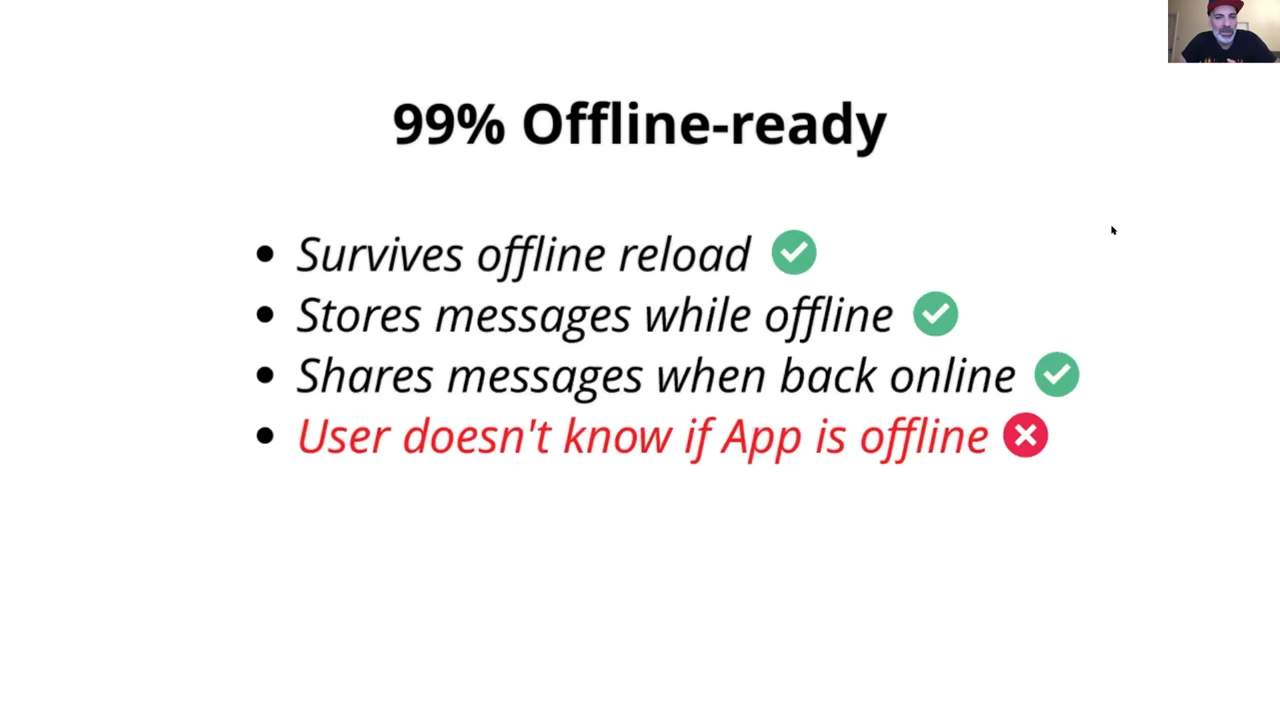 99% Offline-ready
Survives offline reload
Stores messages while offline
Shares messages when back online
User doesn't know if App is offline